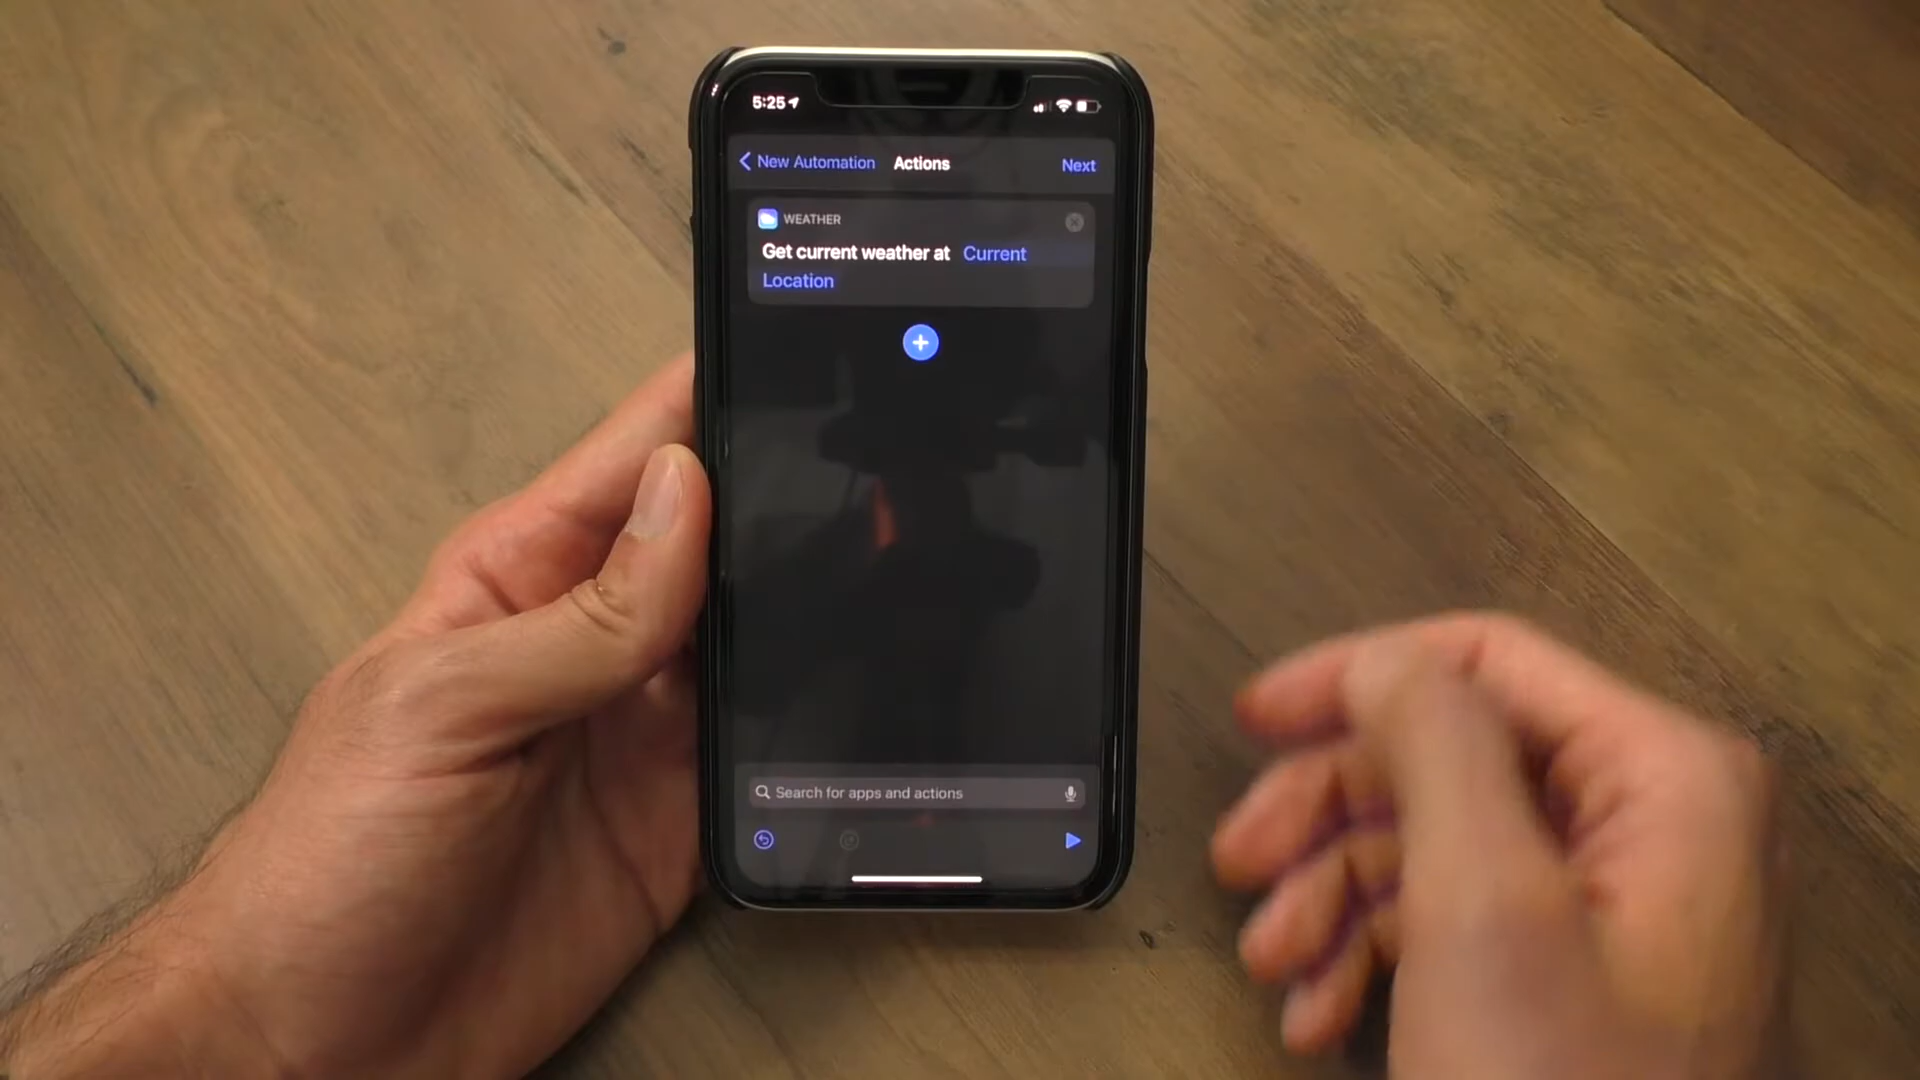 5:25
New Automation Actions Next
WEATHER
Get current weather at Current
Location
Search for apps and actions